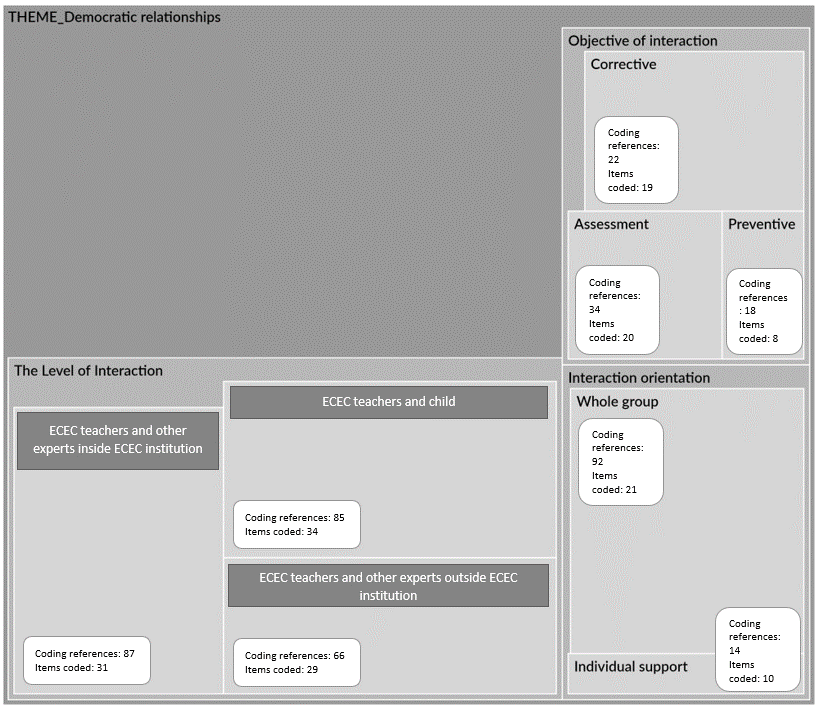 THEME_Democratic relationships
Objective of interaction
Corrective
Coding
references:
22
Items
coded: 19
Assessment
Coding
references:
34
Items
coded: 20
Preventive
Coding
references
: 18
Items
coded: 8
The Level of Interaction
ECEC teachers and other
experts inside ECEC institution
Coding references: 87
Items coded: 31
ECEC teachers and child
Coding references: 85
Items coded: 34
ECEC teachers and other experts outside ECEC
institution
Coding references: 66
Items coded: 29
Interaction orientation
Whole group
Coding
references:
92
Items
coded: 21
Individual support
Coding
references:
14
Items
coded: 10